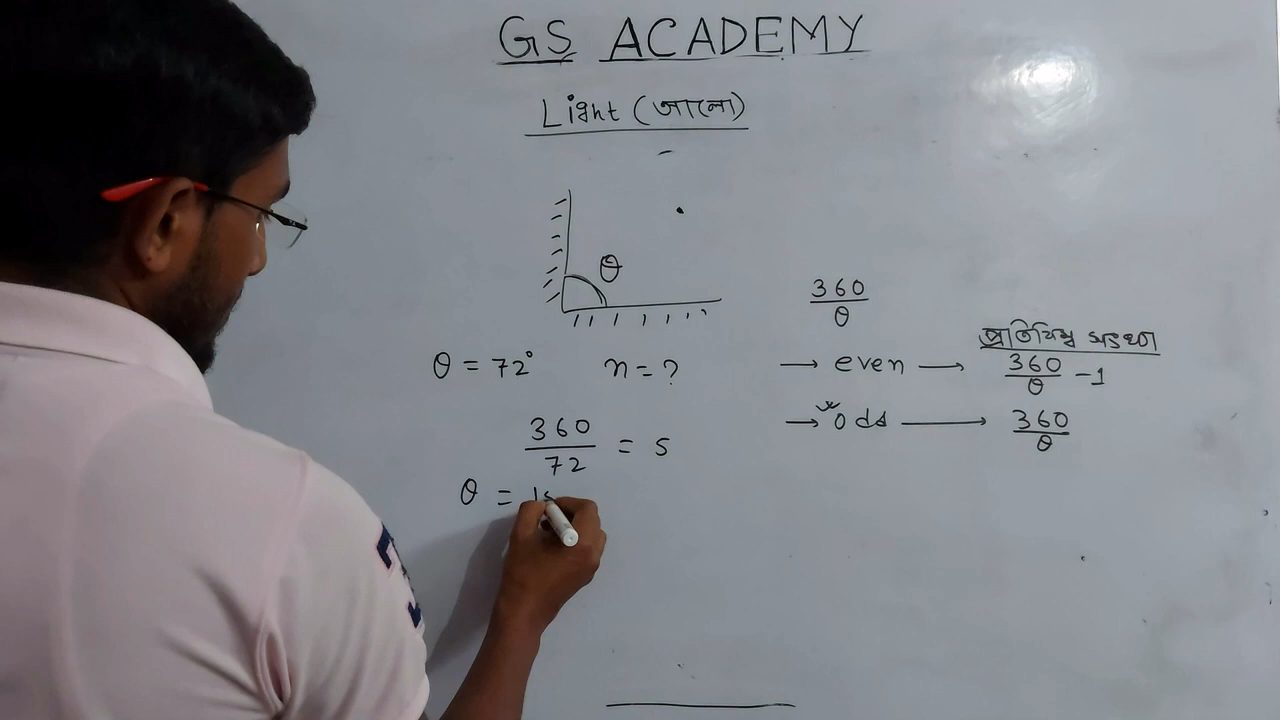 GS ACADEMY
Light (আলো)
θ
360/θ
প্রতিবিম্ব সংখ্যা
θ = 72° n = ?
→ even → 360/θ - 1
→ odd → 360/θ
360/72 = 5
θ =